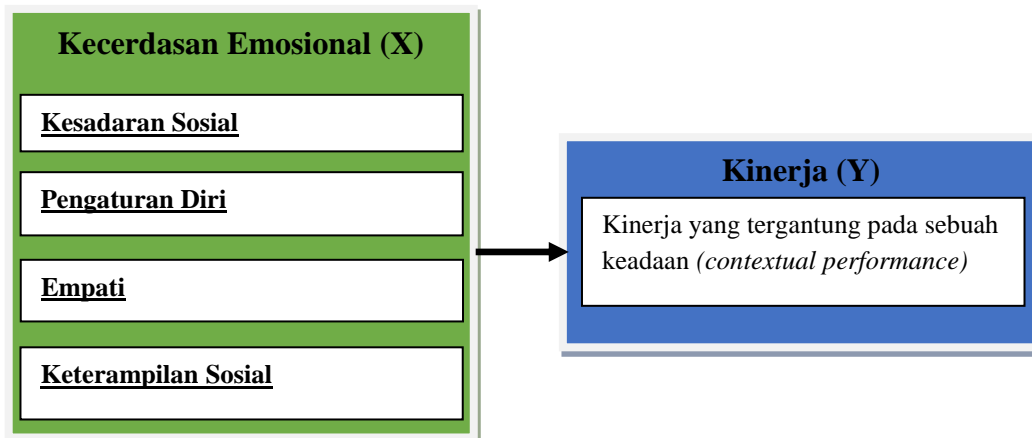 Kecerdasan Emosional (X)
Kesadaran Sosial
Pengaturan Diri
Empati
Keterampilan Sosial
Kinerja (Y)
Kinerja yang tergantung pada sebuah
keadaan (contextual performance)